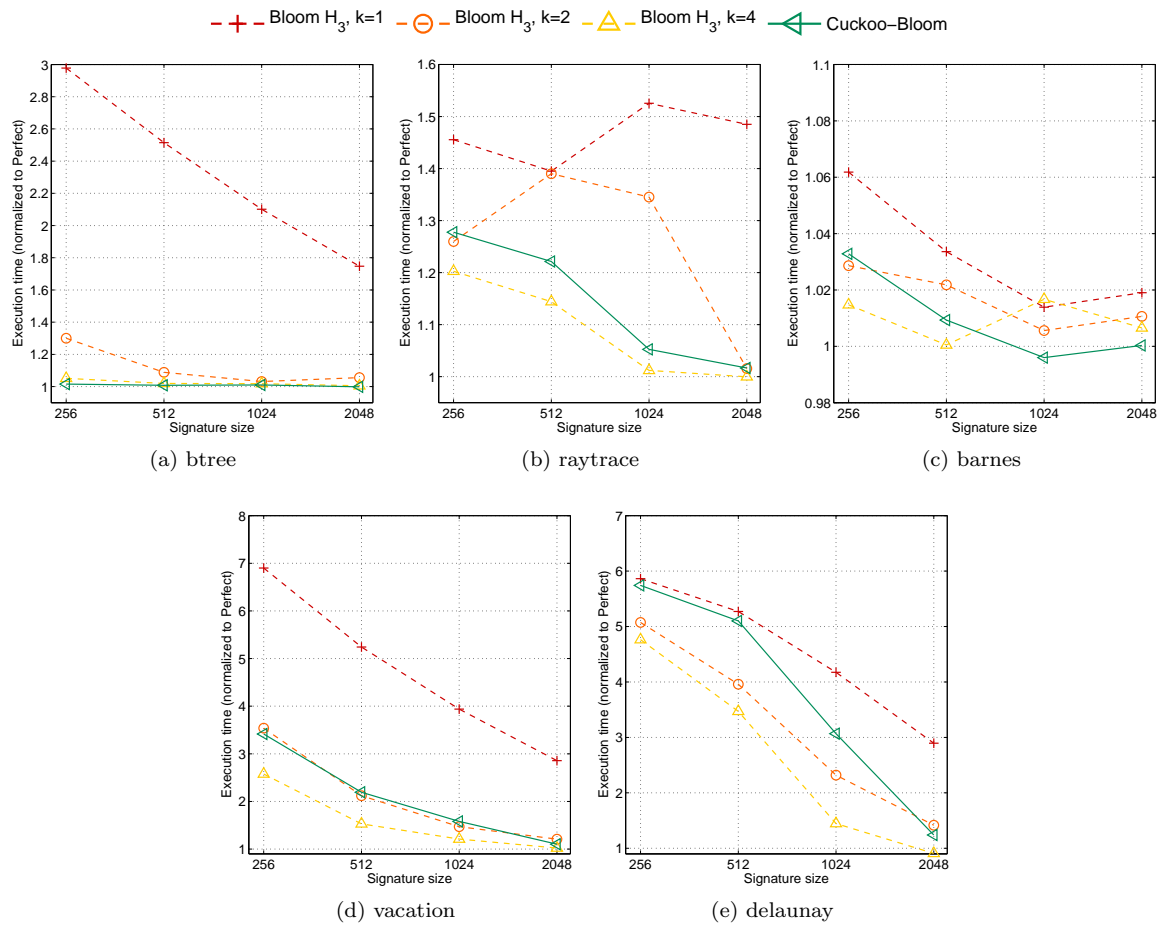 Bloom H3, k=1 Bloom H3, k=2 Bloom H3, k=4 Cuckoo-Bloom
Execution time (normalized to Perfect)
3
2.8
2.6
2.4
2.2
2
1.8
1.6
1.4
1.2
1
256 512 1024 2048
Signature size
(a) btree
Execution time (normalized to Perfect)
1.6
1.5
1.4
1.3
1.2
1.1
1
256 512 1024 2048
Signature size
(b) raytrace
Execution time (normalized to Perfect)
1.1
1.08
1.06
1.04
1.02
1
0.98
256 512 1024 2048
Signature size
(c) barnes
Execution time (normalized to Perfect)
8
7
6
5
4
3
2
1
256 512 1024 2048
Signature size
(d) vacation
Execution time (normalized to Perfect)
7
6
5
4
3
2
1
256 512 1024 2048
Signature size
(e) delaunay